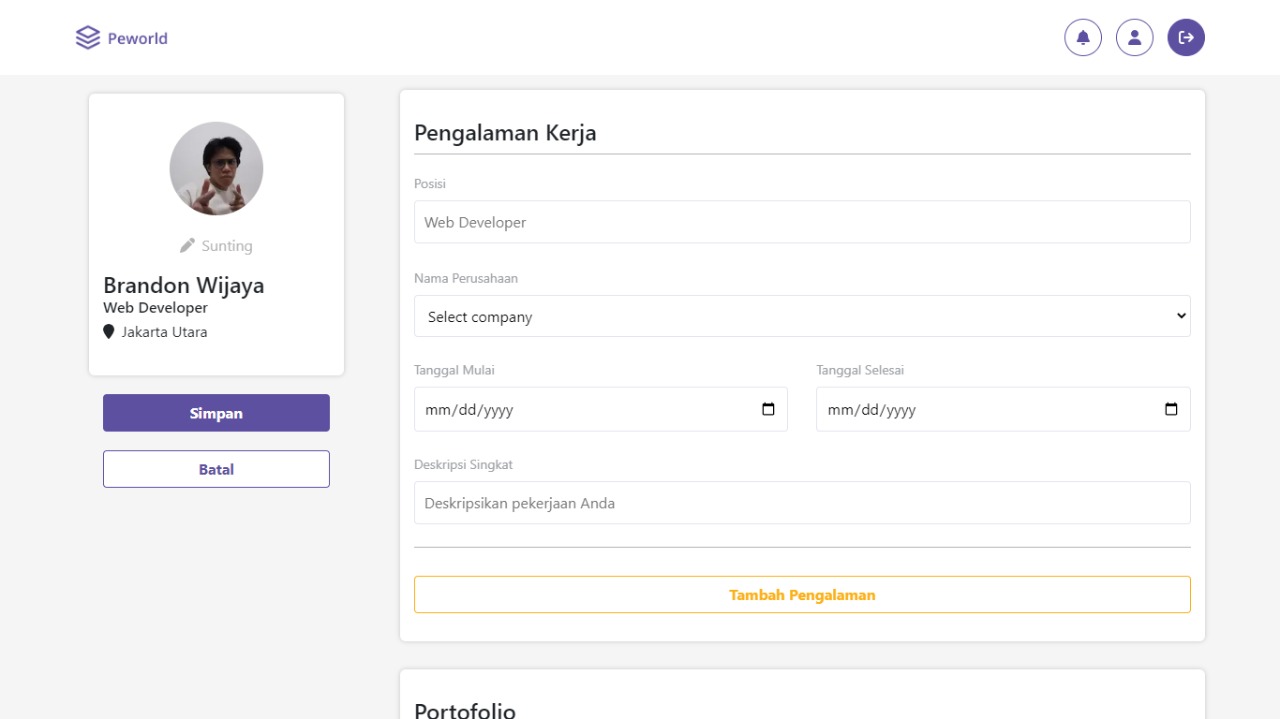 Peworld
Sunting
Brandon Wijaya
Web Developer
Jakarta Utara
Simpan
Batal
Pengalaman Kerja
Posisi
Web Developer
Nama Perusahaan
Select company
Tanggal Mulai
Tanggal Selesai
mm/dd/yyyy
mm/dd/yyyy
Deskripsi Singkat
Deskripsikan pekerjaan Anda
Tambah Pengalaman
Portofolio